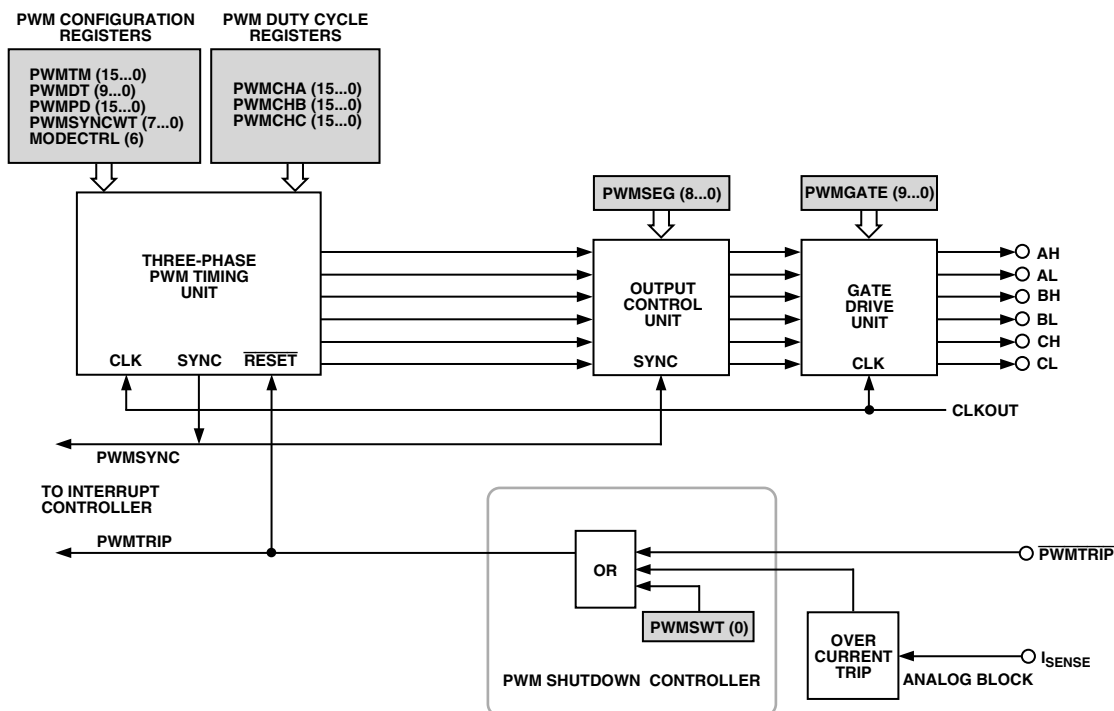 PWM CONFIGURATION
REGISTERS
PWM DUTY CYCLE
REGISTERS
PWMTM (15...0)
PWMDT (9...0)
PWMPD (15...0)
PWMSYNCWT (7...0)
MODECTRL (6)
PWMCHA (15...0)
PWMCHB (15...0)
PWMCHC (15...0)
PWMSEG (8...0)
PWMGATE (9...0)
THREE-PHASE
PWM TIMING
UNIT
CLK SYNC RESET
OUTPUT
CONTROL
UNIT
SYNC
GATE
DRIVE
UNIT
CLK
AH
AL
BH
BL
CH
CL
CLKOUT
PWMSYNC
TO INTERRUPT
CONTROLLER
PWMTRIP
OR
PWMTRIP
PWMSWT (0)
OVER
CURRENT
TRIP
ISENSE
ANALOG BLOCK
PWM SHUTDOWN CONTROLLER